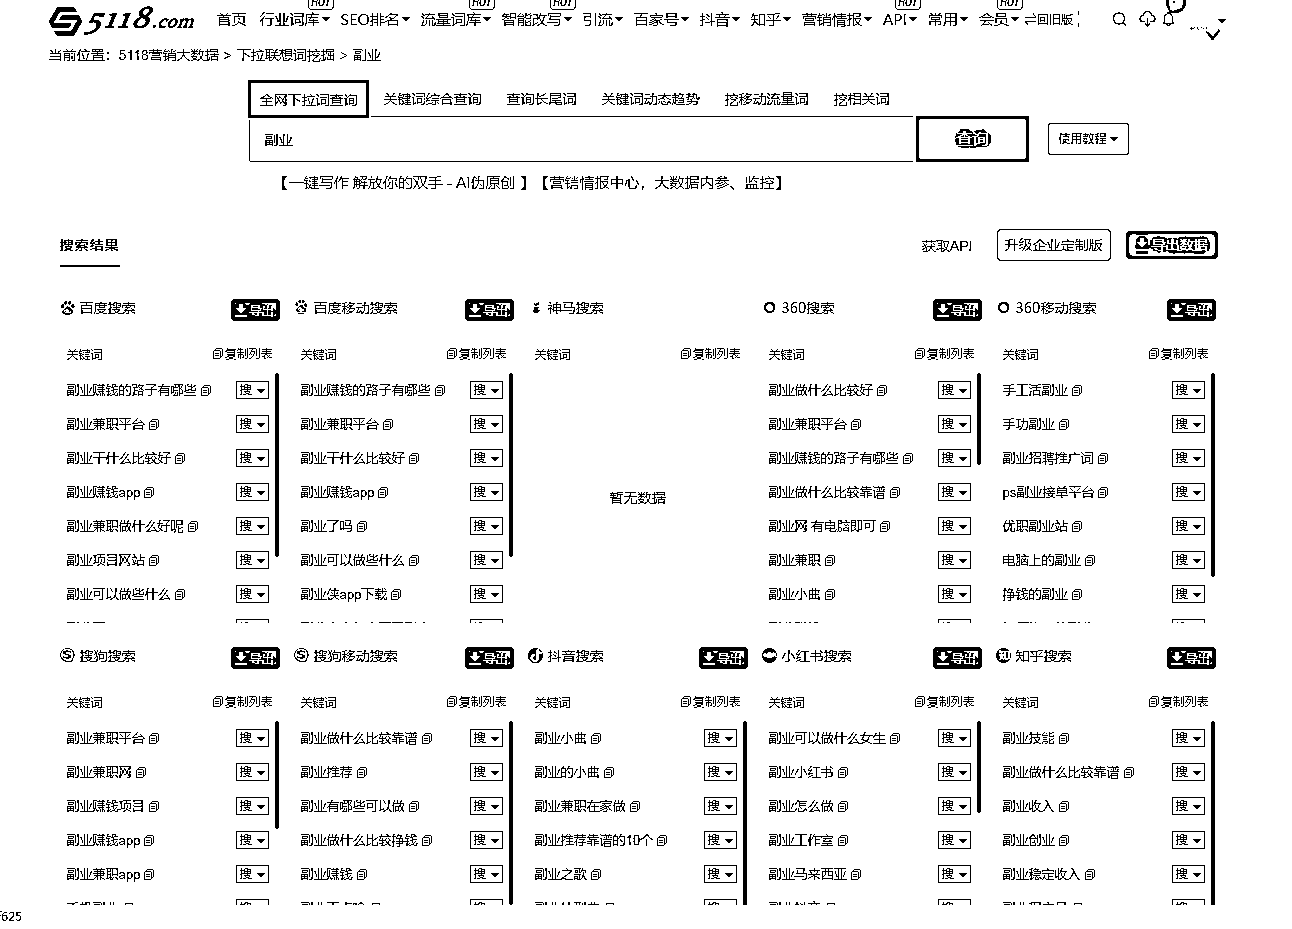 5118.com 首页 行业词库 SEO排名 流量词库 智能改写 引流 百家号 抖音 知乎 营销情报 API 常用 会员 回旧版
HOT HOT HOT HOT HOT
当前位置：5118营销大数据 > 下拉联想词挖掘 > 副业
全网下拉词查询 关键词综合查询 查询长尾词 关键词动态趋势 挖移动流量词 挖相关词
副业 查询 使用教程
【一键写作 解放你的双手 - AI伪原创 】 【营销情报中心，大数据内参、监控】
搜索结果 获取API 升级企业定制版 导出数据
百度搜索 导出 百度移动搜索 导出 神马搜索 360搜索 导出 360移动搜索 导出
关键词 复制列表 关键词 复制列表 关键词 复制列表 关键词 复制列表 关键词 复制列表
副业赚钱的路子有哪些 搜 副业赚钱的路子有哪些 搜 副业做什么比较好 搜 手工活副业 搜
副业兼职平台 搜 副业兼职平台 搜 副业兼职平台 搜 手功副业 搜
副业干什么比较好 搜 副业干什么比较好 搜 副业赚钱的路子有哪些 搜 副业招聘推广词 搜
副业赚钱app 搜 副业赚钱app 搜 暂无数据 副业做什么比较靠谱 搜 ps副业接单平台 搜
副业兼职做什么好呢 搜 副业了吗 搜 副业网 有电脑即可 搜 优职副业站 搜
副业项目网站 搜 副业可以做些什么 搜 副业兼职 搜 电脑上的副业 搜
副业可以做些什么 搜 副业侠app下载 搜 副业小曲 搜 挣钱的副业 搜
搜狗搜索 导出 搜狗移动搜索 导出 抖音搜索 导出 小红书搜索 导出 知乎搜索 导出
关键词 复制列表 关键词 复制列表 关键词 复制列表 关键词 复制列表 关键词 复制列表
副业兼职平台 搜 副业做什么比较靠谱 搜 副业小曲 搜 副业可以做什么女生 搜 副业技能 搜
副业兼职网 搜 副业推荐 搜 副业的小曲 搜 副业小红书 搜 副业做什么比较靠谱 搜
副业赚钱项目 搜 副业有哪些可以做 搜 副业兼职在家做 搜 副业怎么做 搜 副业收入 搜
副业赚钱app 搜 副业做什么比较挣钱 搜 副业推荐靠谱的10个 搜 副业工作室 搜 副业创业 搜
副业兼职app 搜 副业赚钱 搜 副业之歌 搜 副业马来西亚 搜 副业稳定收入 搜
625